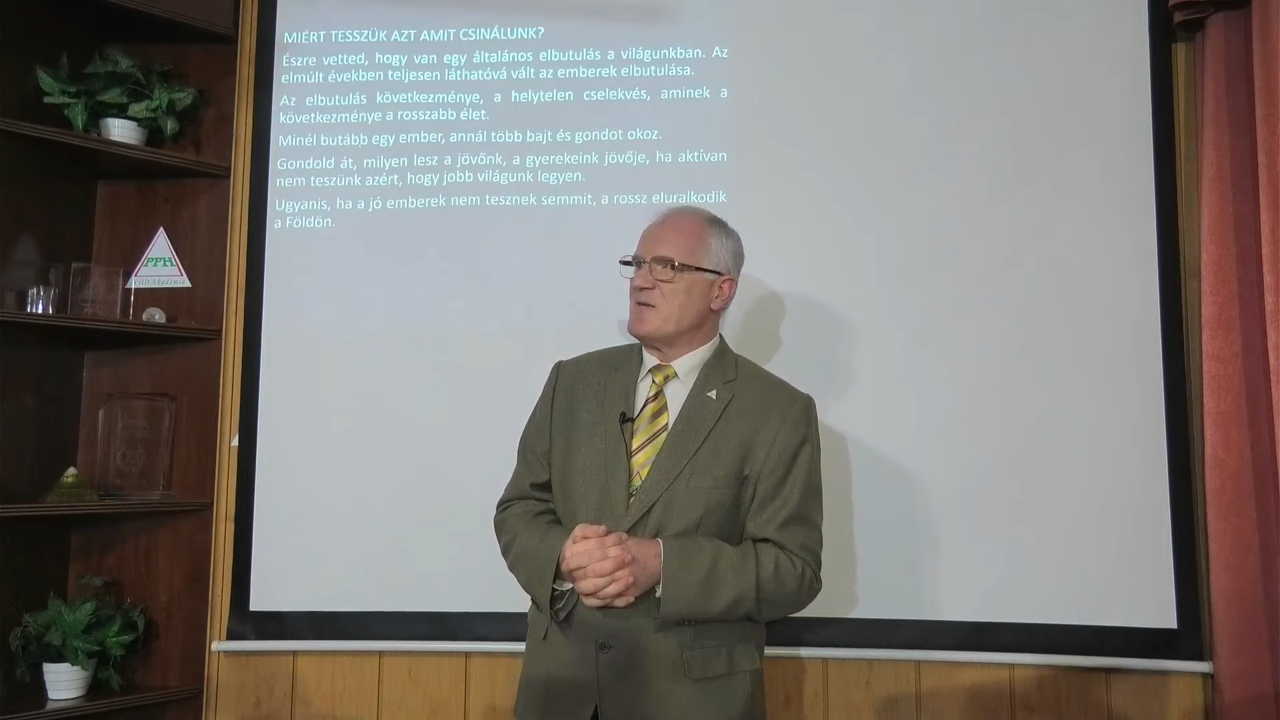 MIÉRT TESSZÜK AZT AMIT CSINÁLUNK?
Észre vetted, hogy van egy általános elbutulás a világunkban. Az
elmúlt években teljesen láthatóvá vált az emberek elbutulása.
Az elbutulás következménye, a helytelen cselekvés, aminek a
következménye a rosszabb élet.
Minél butább egy ember, annál több bajt és gondot okoz.
Gondold át, milyen lesz a jövőnk, a gyerekeink jövője, ha aktívan
nem teszünk azért, hogy jobb világunk legyen.
Ugyanis, ha a jó emberek nem tesznek semmit, a rossz eluralkodik
a Földön.
PPH